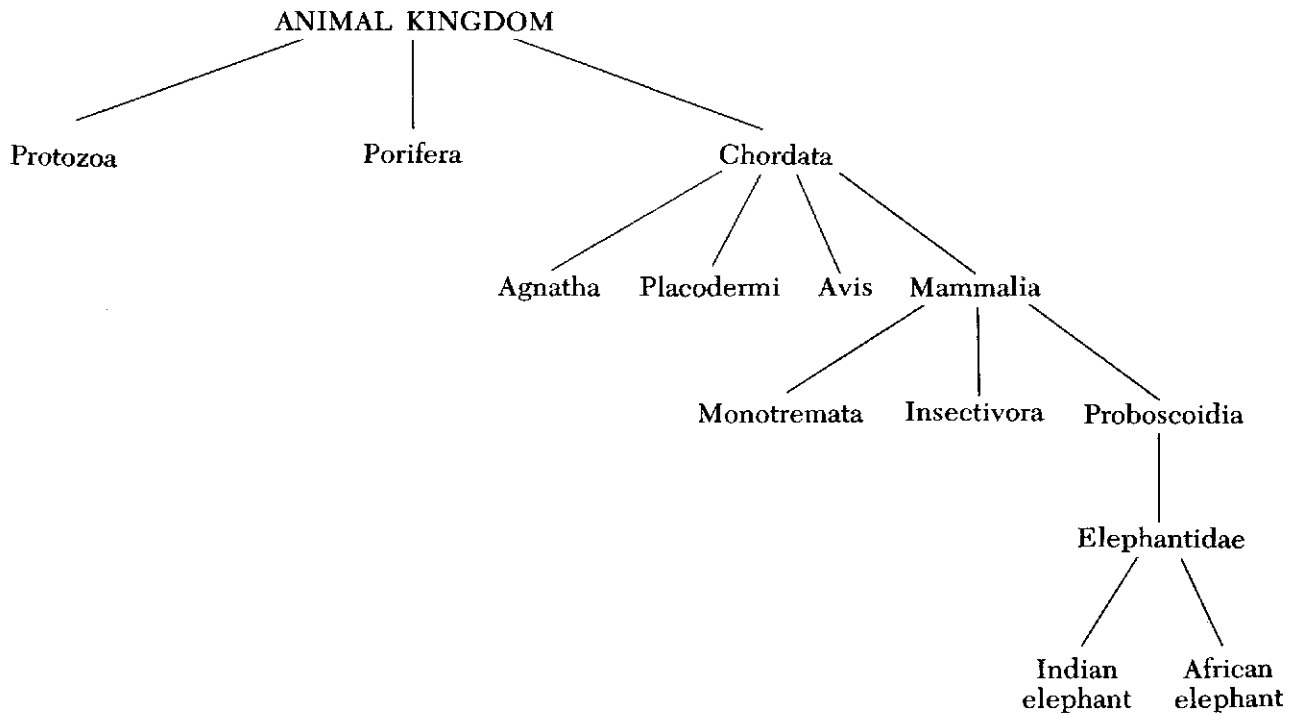 ANIMAL KINGDOM
Protozoa Porifera Chordata
Agnatha Placodermi Avis Mammalia
Monotremata Insectivora Proboscoidia
Elephantidae
Indian elephant
African elephant